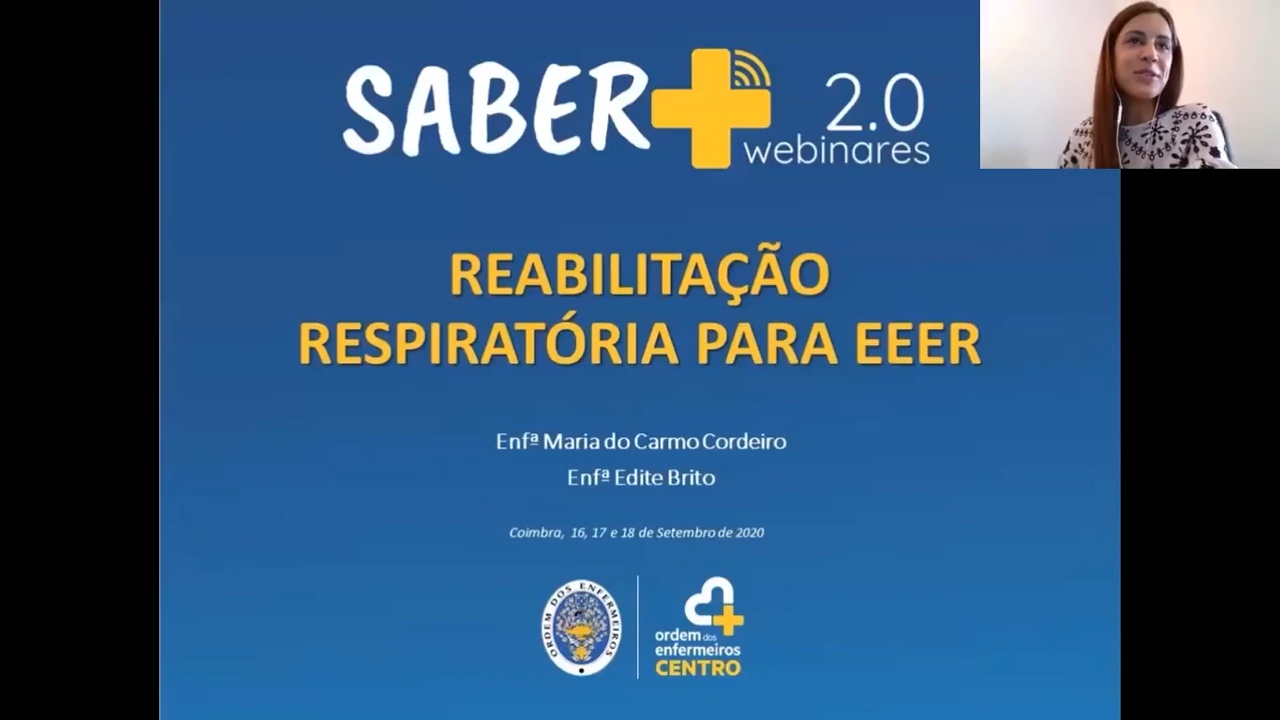 SABER+ 2.0
webinares
REABILITAÇÃO
RESPIRATÓRIA PARA EEER
Enfª Maria do Carmo Cordeiro
Enfª Edite Brito
Coimbra, 16, 17 e 18 de Setembro de 2020
ORDEM DOS ENFERMEIROS
ordem dos
enfermeiros
CENTRO